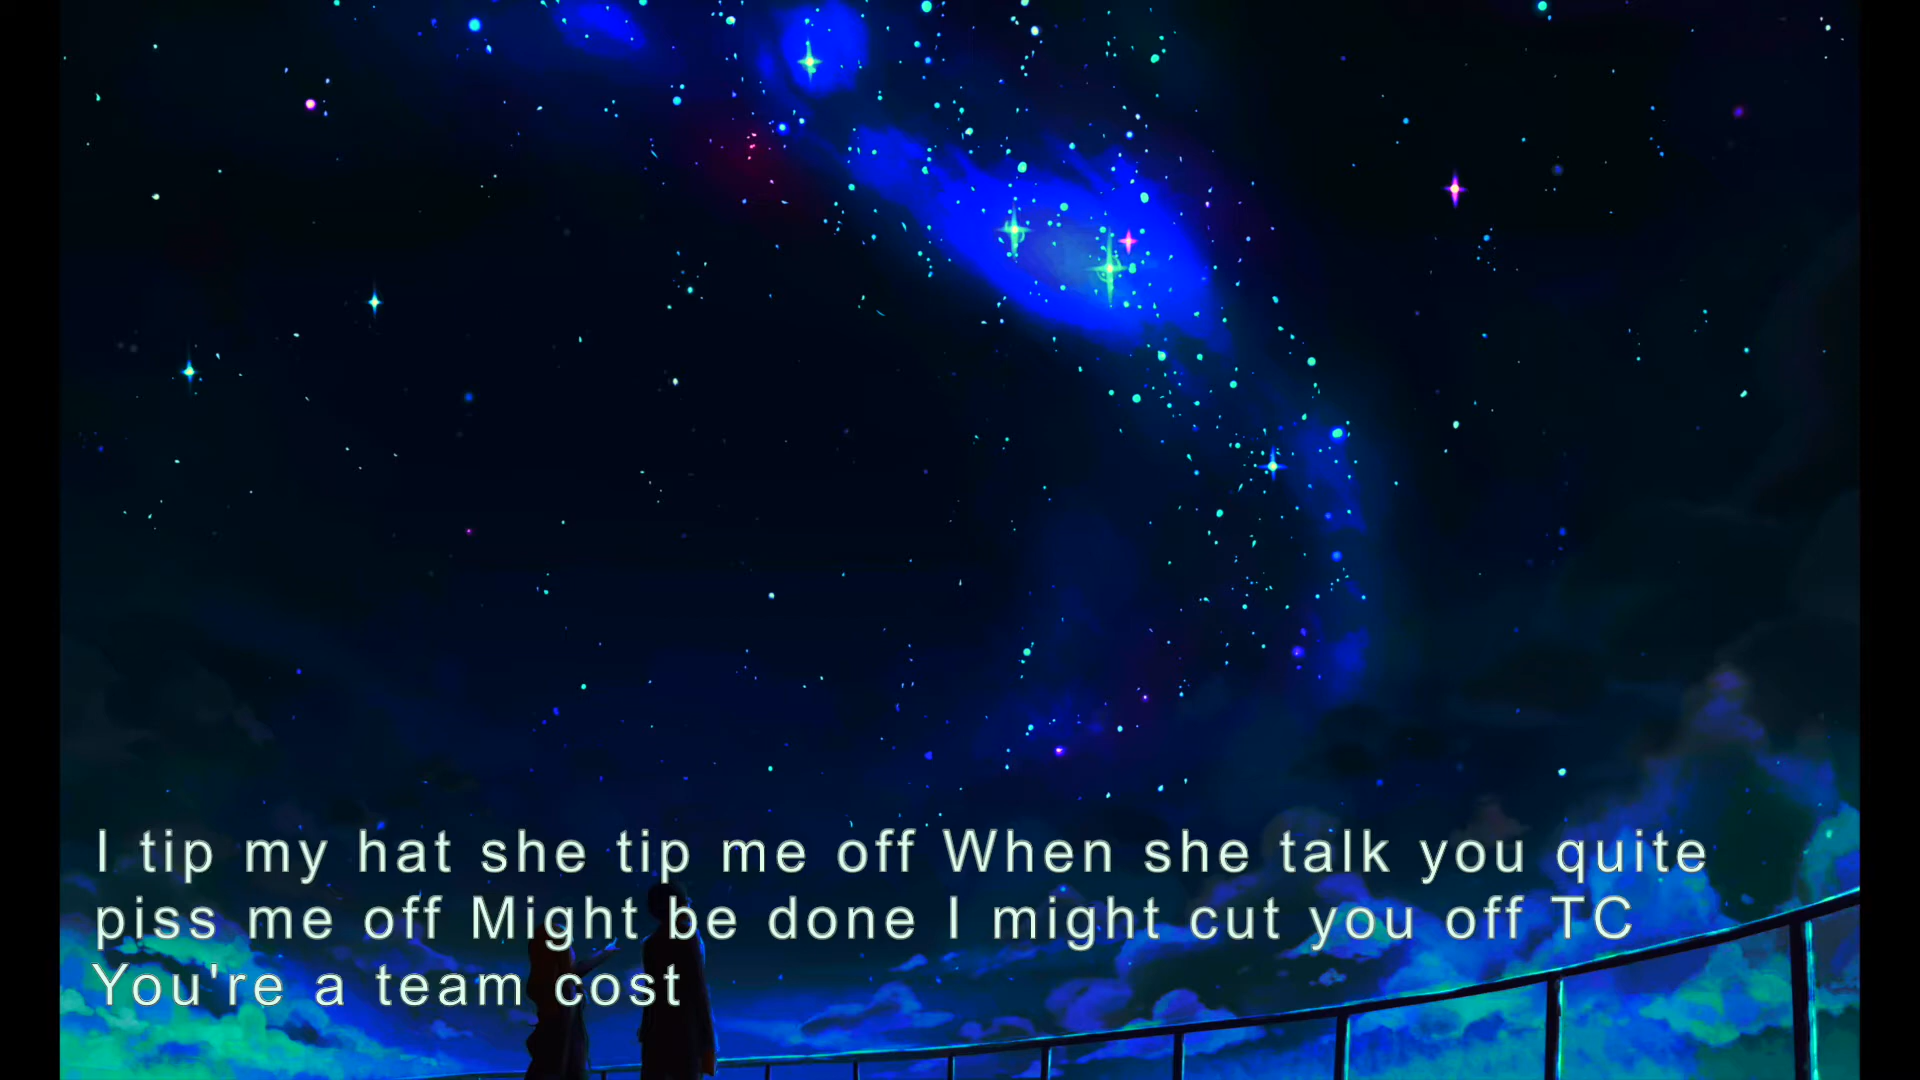 I tip my hat she tip me off When she talk you quite
piss me off Might be done I might cut you off TC
You're a team cost